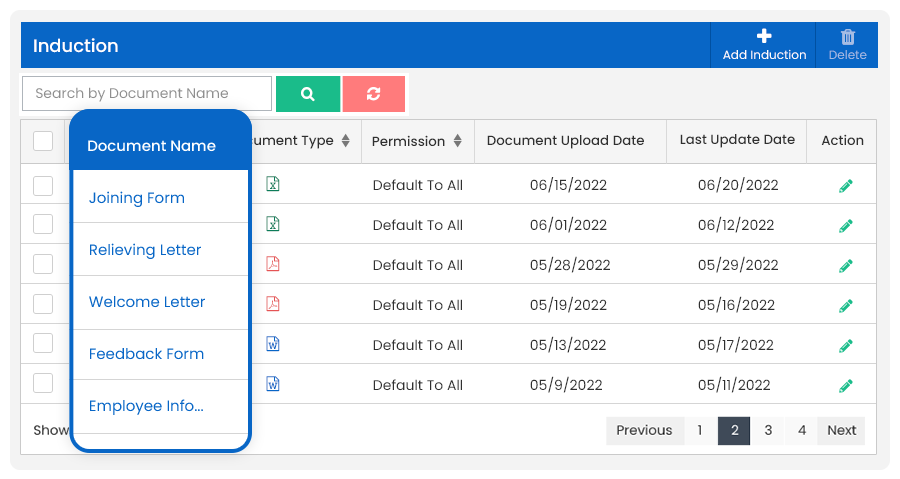 Induction
Add Induction
Delete
Search by Document Name
Document Name
ument Type
Permission
Document Upload Date
Last Update Date
Action
Joining Form
Default To All 06/15/2022 06/20/2022
Relieving Letter
Default To All 06/01/2022 06/12/2022
Default To All 05/28/2022 05/29/2022
Welcome Letter
Default To All 05/19/2022 05/16/2022
Feedback Form
Default To All 05/13/2022 05/17/2022
Employee Info...
Default To All 05/9/2022 05/11/2022
Show
Previous 1 2 3 4 Next